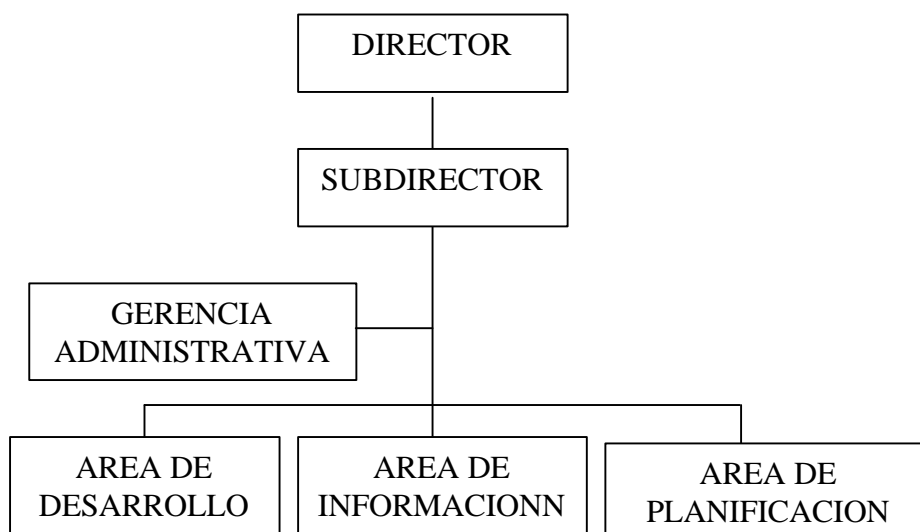 DIRECTOR
SUBDIRECTOR
GERENCIA
ADMINISTRATIVA
AREA DE
DESARROLLO
AREA DE
INFORMACIONN
AREA DE
PLANIFICACION